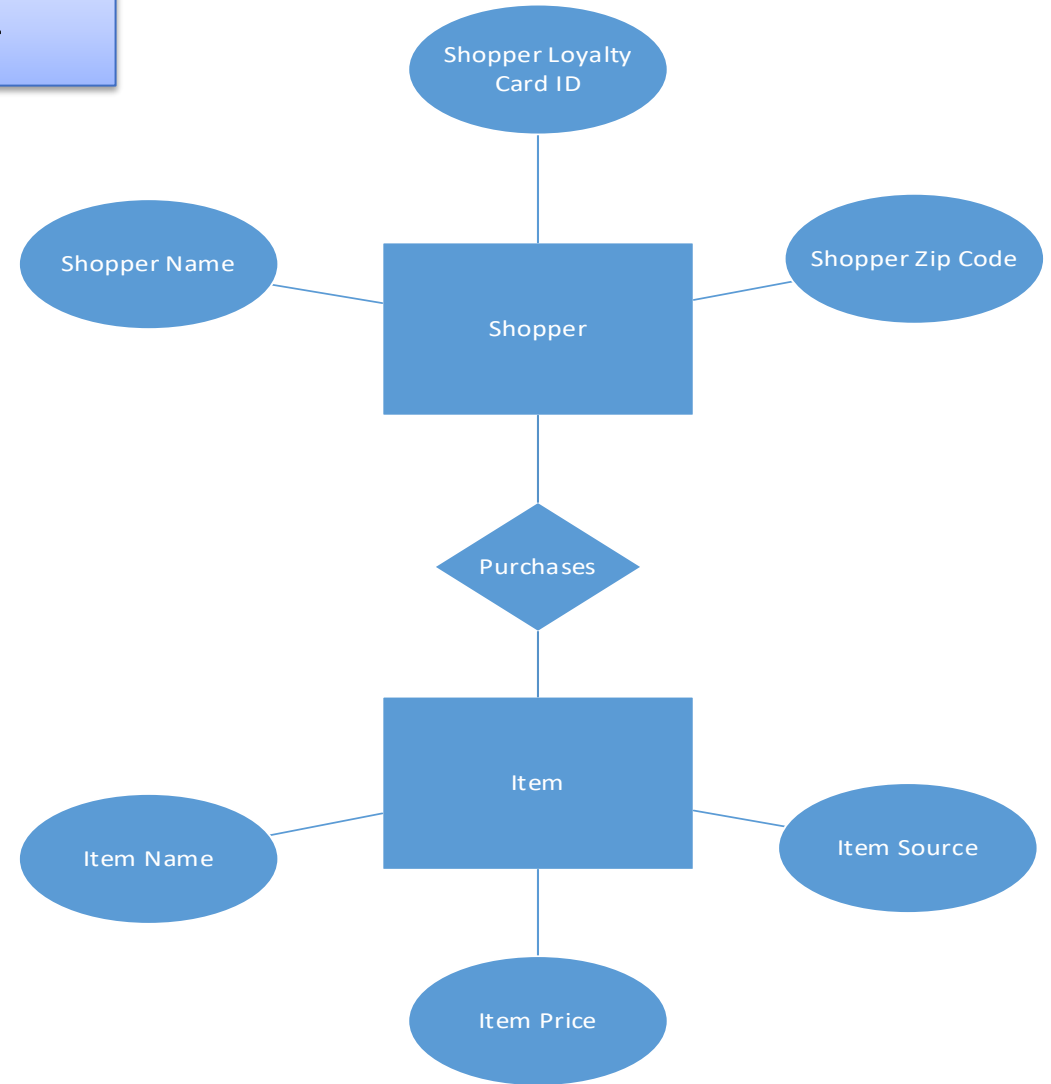 Shopper Loyalty
Card ID
Shopper Name
Shopper Zip Code
Shopper
Purchases
Item
Item Name
Item Source
Item Price